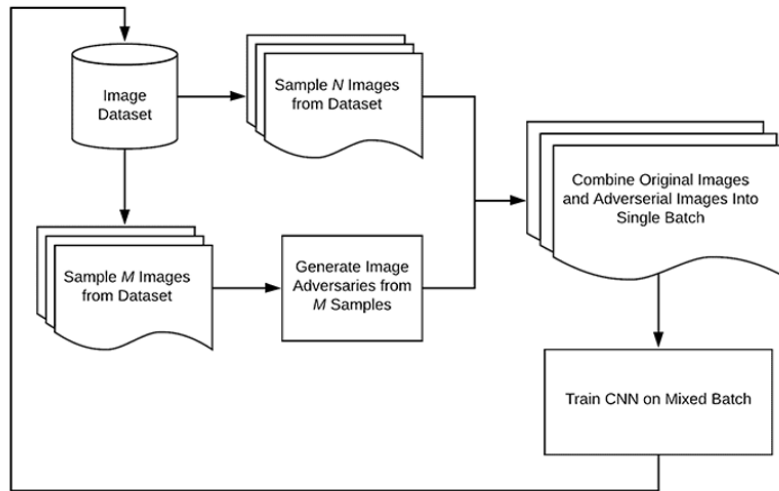 Image
Dataset
Sample N Images
from Dataset
Combine Original Images
and Adverserial Images Into
Single Batch
Sample M Images
from Dataset
Generate Image
Adversaries from
M Samples
Train CNN on Mixed Batch